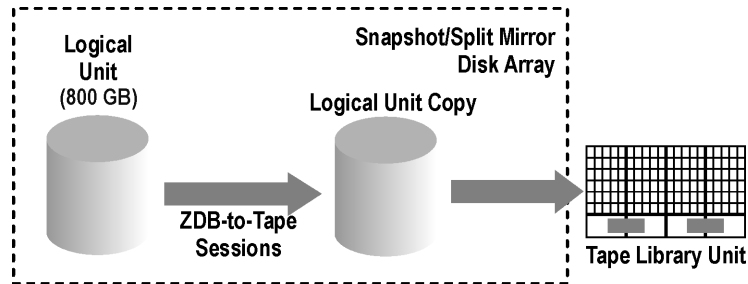 Logical
Unit
(800 GB)
Snapshot/Split Mirror
Disk Array
Logical Unit Copy
ZDB-to-Tape
Sessions
Tape Library Unit